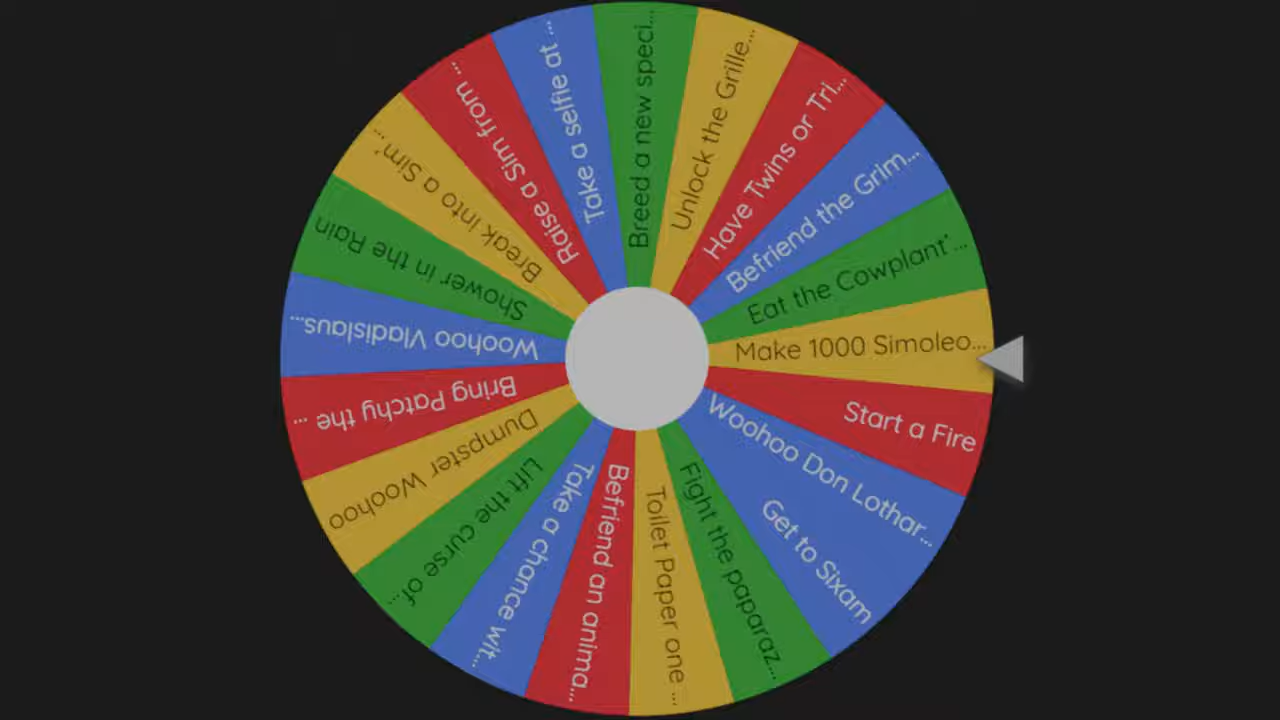 Breed a new speci...
Unlock the Grille...
Have Twins or Tri...
Befriend the Grim...
Eat the Cowplant'...
Make 1000 Simoleo...
Start a Fire
Woohoo Don Lothar...
Get to Sixam
Fight the paparaz...
Toilet Paper one ...
Befriend an anima...
Take a chance wit...
Lift the curse of...
Dumpster Woohoo
Bring Patchy the ...
Woohoo Vladislaus...
Shower in the Rain
Break into a Sim'...
Raise a Sim from ...
Take a selfie at ...